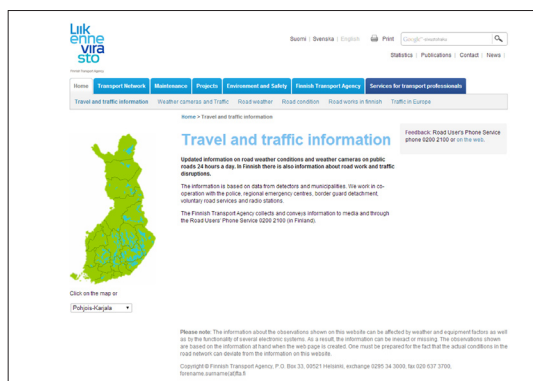 Liik
enne
vira
sto
Finnish Transport Agency
Suomi | Svenska | English Print Google
Statistics | Publications | Contact | News |
Home Transport Network Maintenance Projects Environment and Safety Finnish Transport Agency Services for transport professionals
Travel and traffic information Weather cameras and Traffic Road weather Road condition Road works in finnish Traffic in Europe
Home > Travel and traffic information
Travel and traffic information
Feedback: Road User's Phone Service
phone 0200 2100 or on the web.
Updated information on road weather conditions and weather cameras on public
roads 24 hours a day. In Finnish there is also information about road work and traffic
disruptions.
The information is based on data from detectors and municipalities. We work in co-
operation with the police, regional emergency centres, border guard detachment,
voluntary road services and radio stations.
The Finnish Transport Agency collects and conveys information to media and through
the Road Users' Phone Service 0200 2100 (in Finland).
Click on the map or
Pohjois-Karjala
Please note: The information about the observations shown on this website can be affected by weather and equipment factors as well
as by the functionality of several electronic systems. As a result, the information can be inexact or missing. The observations shown
are based on the information at hand when the web page is created. One must be prepared for the fact that the actual conditions in the
road network can deviate from the information on this website.
Copyright © Finnish Transport Agency, P.O. Box 33, 00521 Helsinki, exchange 0295 34 3000, fax 020 637 3700,
forename.surname(a)fta.fi